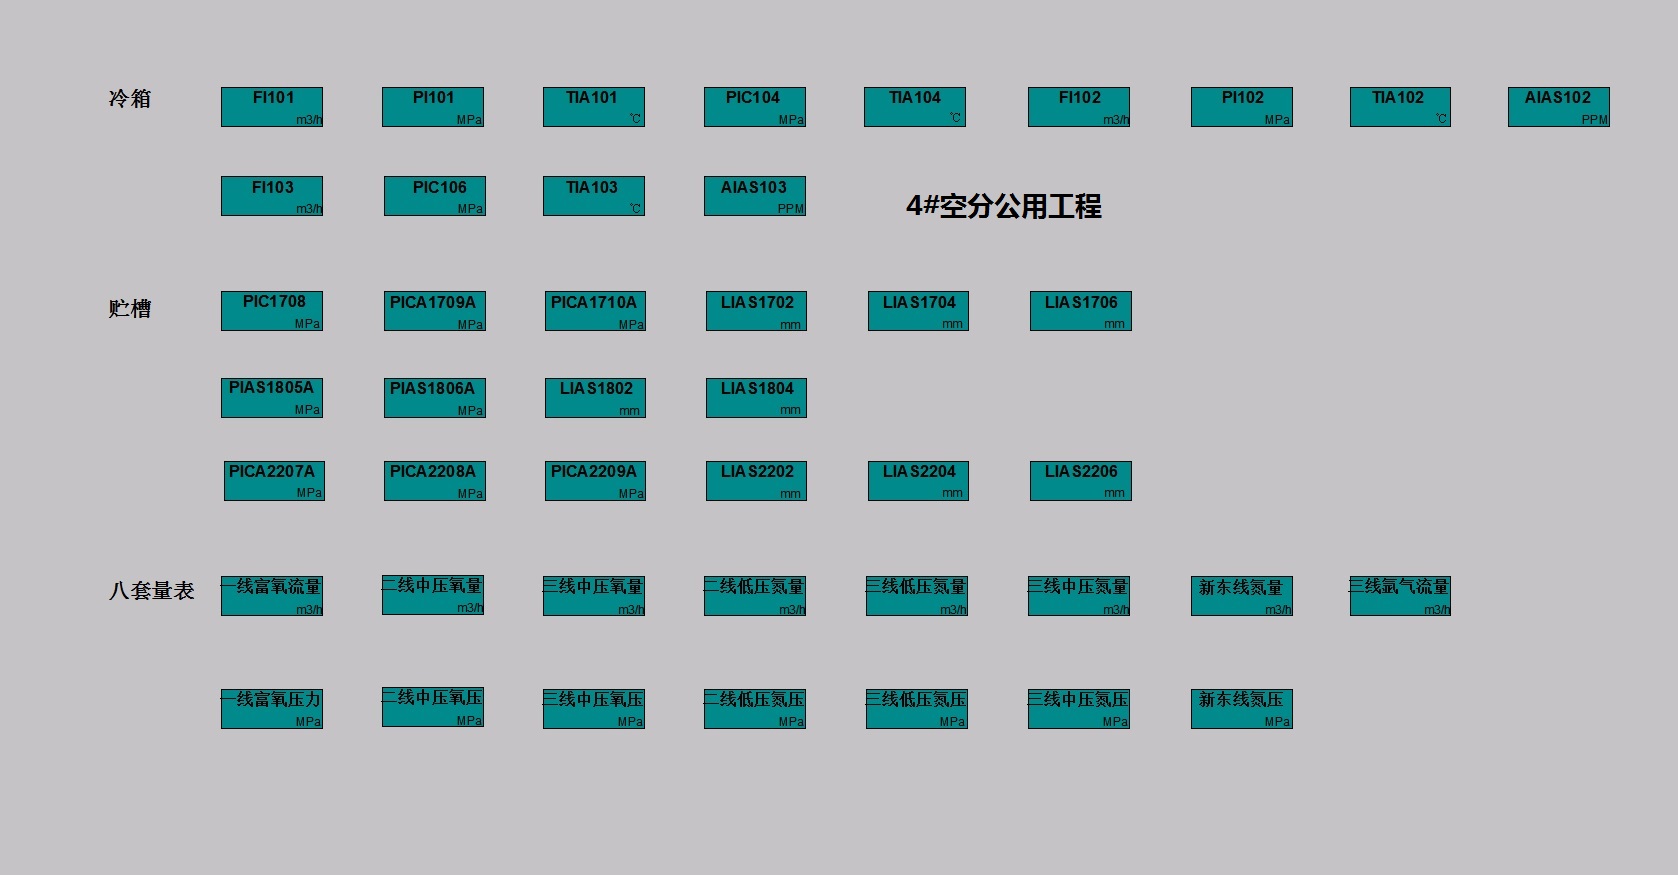 冷箱
FI101
m3/h
PI101
MPa
TIA101
℃
PIC104
MPa
TIA104
℃
FI102
m3/h
PI102
MPa
TIA102
℃
AIAS102
PPM
FI103
m3/h
PIC106
MPa
TIA103
℃
AIAS103
PPM
4#空分公用工程
贮槽
PIC1708
MPa
PICA1709A
MPa
PICA1710A
MPa
LIAS1702
mm
LIAS1704
mm
LIAS1706
mm
PIAS1805A
MPa
PIAS1806A
MPa
LIAS1802
mm
LIAS1804
mm
PICA2207A
MPa
PICA2208A
MPa
PICA2209A
MPa
LIAS2202
mm
LIAS2204
mm
LIAS2206
mm
八套量表
一线富氧流量
m3/h
二线中压氧量
m3/h
三线中压氧量
m3/h
二线低压氮量
m3/h
三线低压氮量
m3/h
三线中压氮量
m3/h
新东线氮量
m3/h
三线氩气流量
m3/h
一线富氧压力
MPa
二线中压氧压
MPa
三线中压氧压
MPa
二线低压氮压
MPa
三线低压氮压
MPa
三线中压氮压
MPa
新东线氮压
MPa